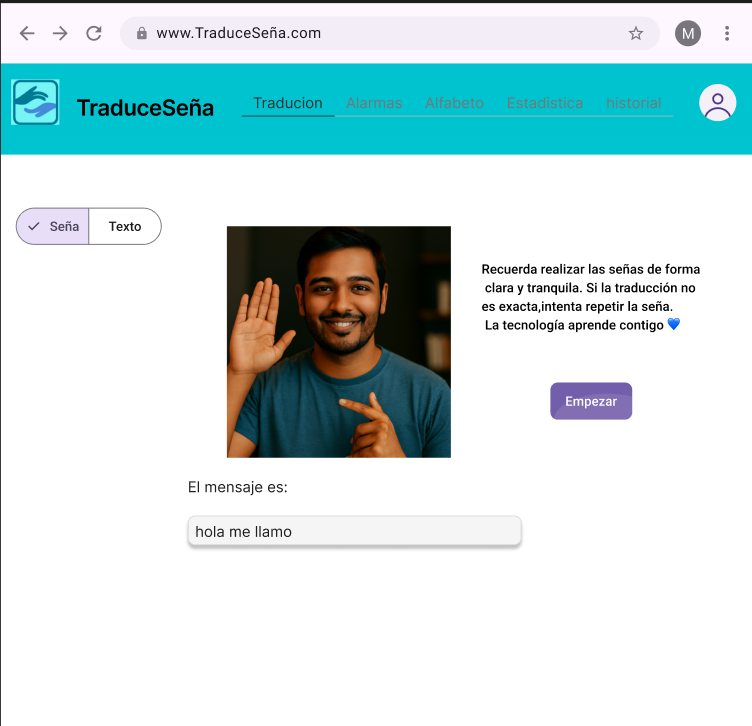 www.TraduceSeña.com
M
TraduceSeña
Traducion Alarmas Alfabeto Estadistica historial
Seña Texto
Recuerda realizar las señas de forma
clara y tranquila. Si la traducción no
es exacta,intenta repetir la seña.
La tecnología aprende contigo 💙
Empezar
El mensaje es:
hola me llamo